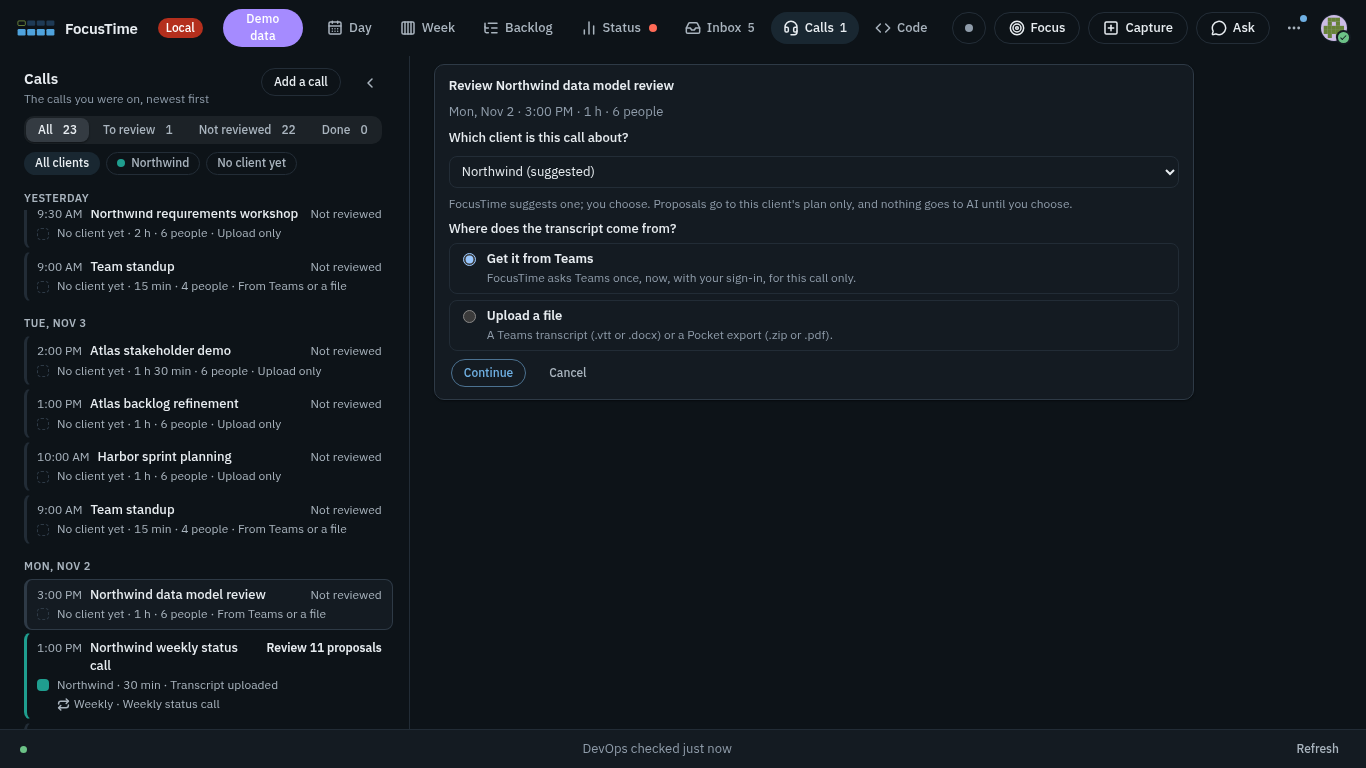 FocusTime
Local
Demo data
Day
Week
Backlog
Status
Inbox 5
Calls 1
Code
Focus
Capture
Ask
Calls
Add a call
The calls you were on, newest first
All 23
To review 1
Not reviewed 22
Done 0
All clients
Northwind
No client yet
YESTERDAY
9:30 AM Northwind requirements workshop Not reviewed
No client yet · 2 h · 6 people · Upload only
9:00 AM Team standup Not reviewed
No client yet · 15 min · 4 people · From Teams or a file
TUE, NOV 3
2:00 PM Atlas stakeholder demo Not reviewed
No client yet · 1 h 30 min · 6 people · Upload only
1:00 PM Atlas backlog refinement Not reviewed
No client yet · 1 h · 6 people · Upload only
10:00 AM Harbor sprint planning Not reviewed
No client yet · 1 h · 6 people · Upload only
9:00 AM Team standup Not reviewed
No client yet · 15 min · 4 people · From Teams or a file
MON, NOV 2
3:00 PM Northwind data model review Not reviewed
No client yet · 1 h · 6 people · From Teams or a file
1:00 PM Northwind weekly status call Review 11 proposals
Northwind · 30 min · Transcript uploaded
Weekly · Weekly status call
Review Northwind data model review
Mon, Nov 2 · 3:00 PM · 1 h · 6 people
Which client is this call about?
Northwind (suggested)
FocusTime suggests one; you choose. Proposals go to this client's plan only, and nothing goes to AI until you choose.
Where does the transcript come from?
Get it from Teams
FocusTime asks Teams once, now, with your sign-in, for this call only.
Upload a file
A Teams transcript (.vtt or .docx) or a Pocket export (.zip or .pdf).
Continue
Cancel
DevOps checked just now
Refresh